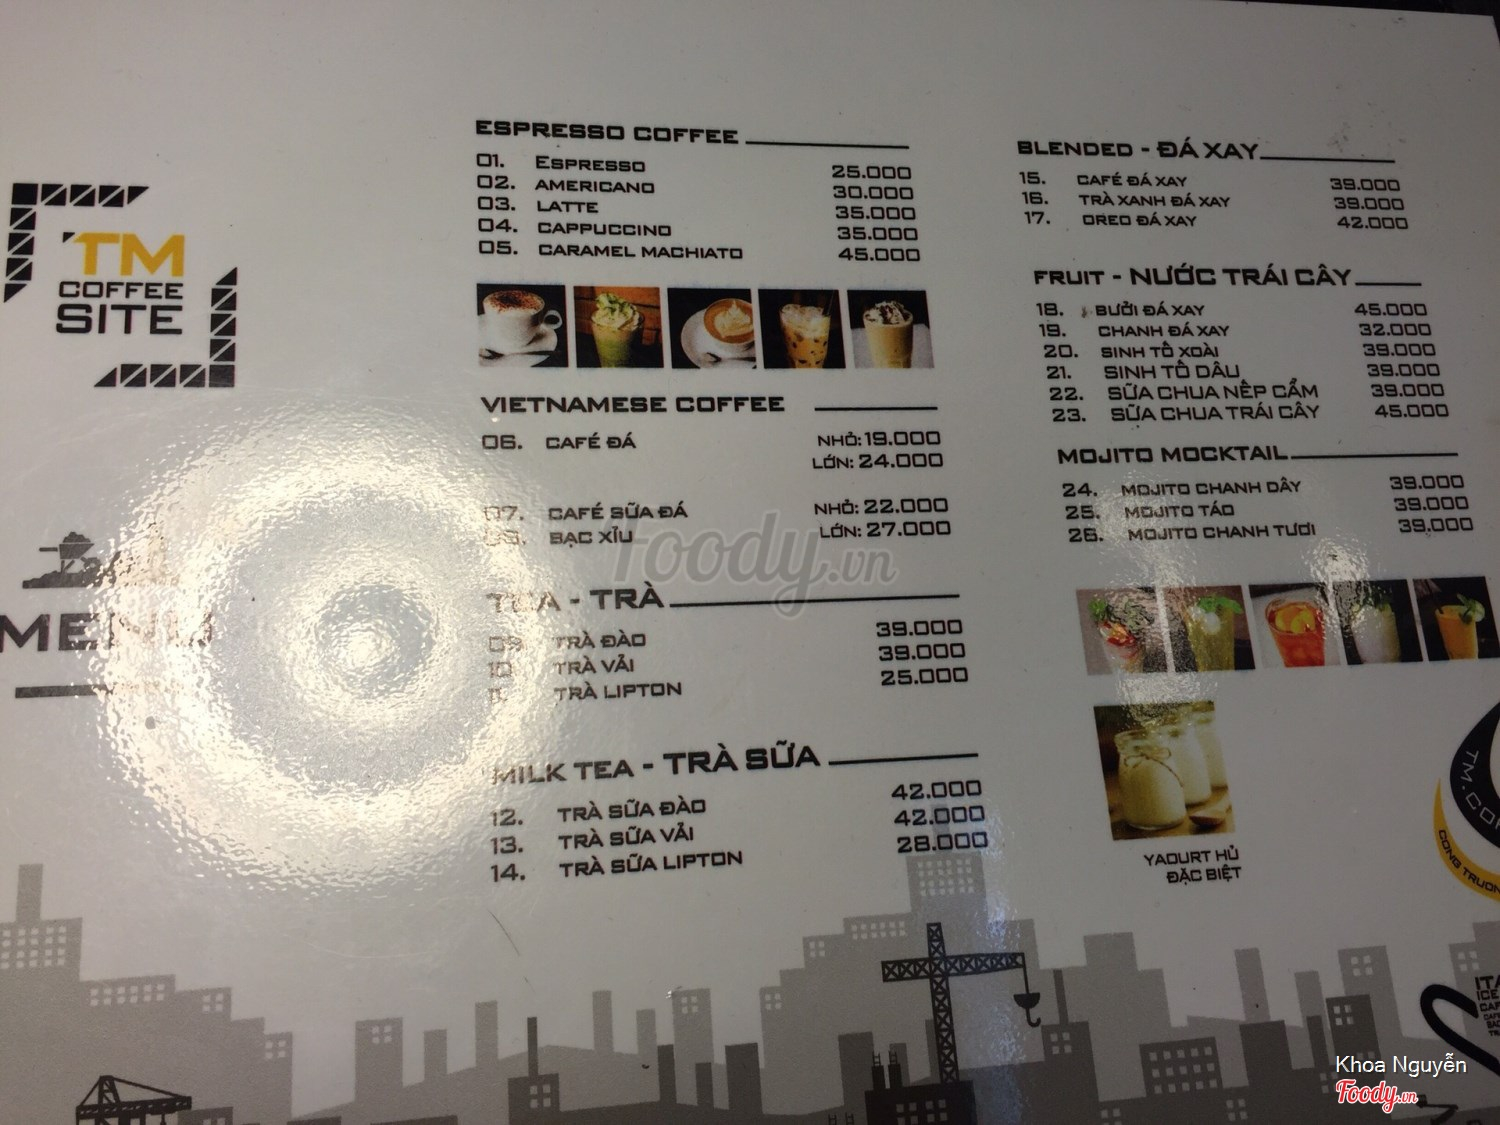 TM
COFFEE
SITE
MENU
ESPRESSO COFFEE
01. ESPRESSO 25.000
02. AMERICANO 30.000
03. LATTE 35.000
04. CAPPUCCINO 35.000
05. CARAMEL MACHIATO 45.000
VIETNAMESE COFFEE
06. CAFÉ ĐÁ NHỎ: 19.000
LỚN: 24.000
07. CAFÉ SỮA ĐÁ NHỎ: 22.000
08. BẠC XỈU LỚN: 27.000
TEA - TRÀ
09. TRÀ ĐÀO 39.000
10. TRÀ VẢI 39.000
11. TRÀ LIPTON 25.000
MILK TEA - TRÀ SỮA
12. TRÀ SỮA ĐÀO 42.000
13. TRÀ SỮA VẢI 42.000
14. TRÀ SỮA LIPTON 28.000
BLENDED - ĐÁ XAY
15. CAFÉ ĐÁ XAY 39.000
16. TRÀ XANH ĐÁ XAY 39.000
17. OREO ĐÁ XAY 42.000
FRUIT - NƯỚC TRÁI CÂY
18. BƯỞI ĐÁ XAY 45.000
19. CHANH ĐÁ XAY 32.000
20. SINH TỐ XOÀI 39.000
21. SINH TỐ DÂU 39.000
22. SỮA CHUA NẾP CẨM 39.000
23. SỮA CHUA TRÁI CÂY 45.000
MOJITO MOCKTAIL
24. MOJITO CHANH DÂY 39.000
25. MOJITO TÁO 39.000
26. MOJITO CHANH TƯƠI 39.000
YAOURT HỦ
ĐẶC BIỆT
Foody.vn
Khoa Nguyễn
Foody.vn